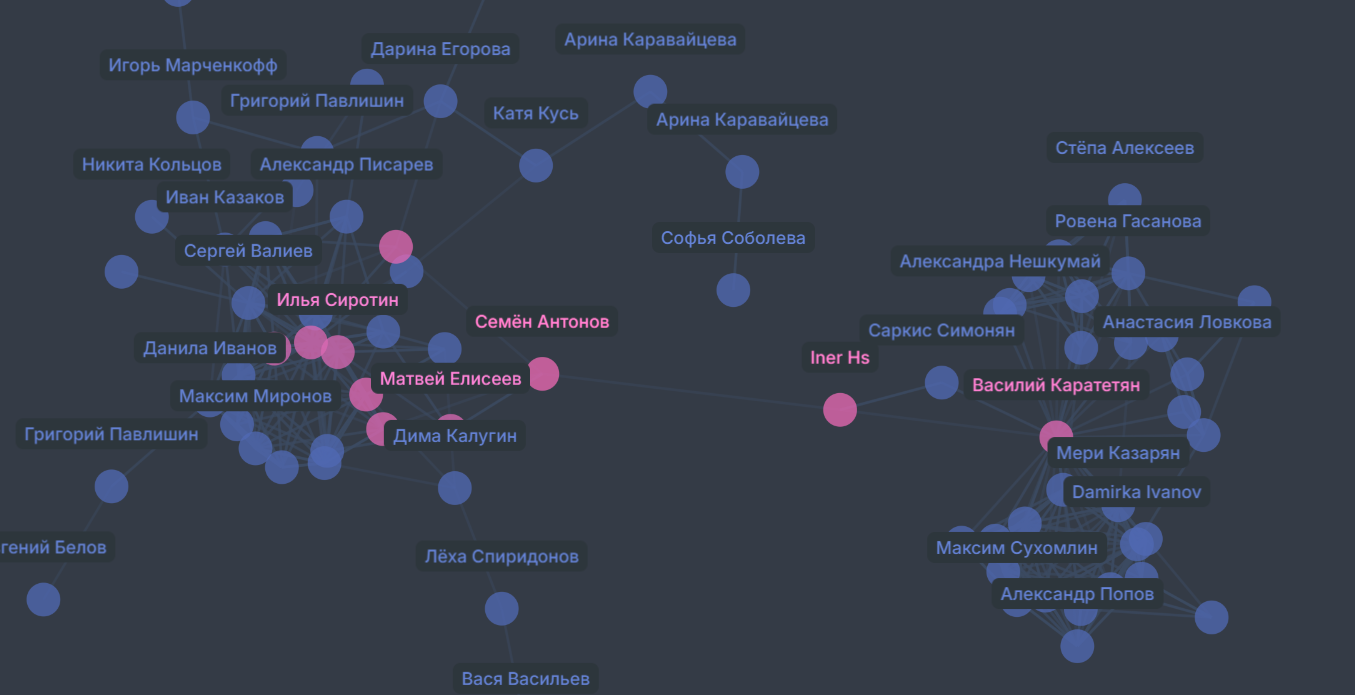 Арина Каравайцева
Дарина Егорова
Игорь Марченкофф
Григорий Павлишин
Катя Кусь
Арина Каравайцева
Стёпа Алексеев
Никита Кольцов
Александр Писарев
Иван Казаков
Ровена Гасанова
Софья Соболева
Сергей Валиев
Александра Нешкумай
Илья Сиротин
Семён Антонов
Анастасия Ловкова
Саркис Симонян
Данила Иванов
Iner Hs
Матвей Елисеев
Василий Каратетян
Максим Миронов
Григорий Павлишин
Дима Калугин
Мери Казарян
Damirka Ivanov
гений Белов
Максим Сухомлин
Лёха Спиридонов
Александр Попов
Вася Васильев